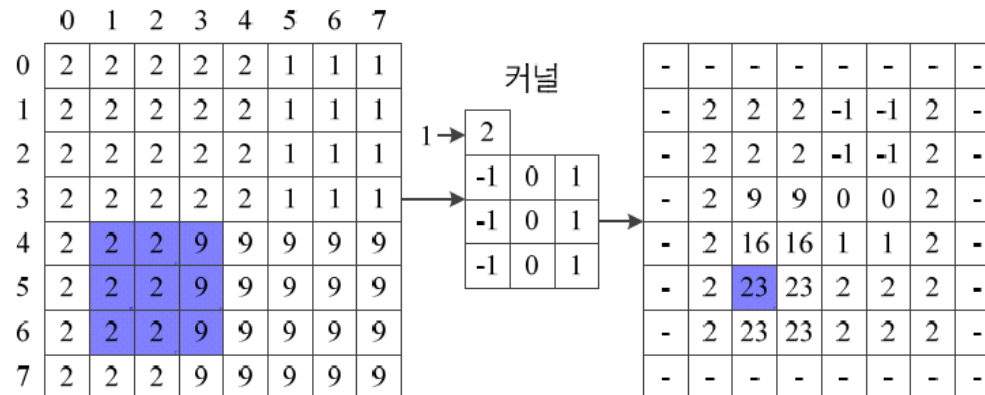 0 1 2 3 4 5 6 7
0 2 2 2 2 2 1 1 1
1 2 2 2 2 2 1 1 1
2 2 2 2 2 2 1 1 1
3 2 2 2 2 2 1 1 1
4 2 2 2 9 9 9 9 9
5 2 2 2 9 9 9 9 9
6 2 2 2 9 9 9 9 9
7 2 2 2 9 9 9 9 9
커널
1 2
-1 0 1
-1 0 1
-1 0 1
- - - - - - - -
- 2 2 2 -1 -1 2 -
- 2 2 2 -1 -1 2 -
- 2 9 9 0 0 2 -
- 2 16 16 1 1 2 -
- 2 23 23 2 2 2 -
- 2 23 23 2 2 2 -
- - - - - - - -